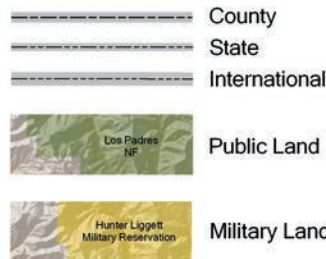 County
State
International
Los Padres
NF
Public Land
Hunter Liggett
Military Reservation
Military Land